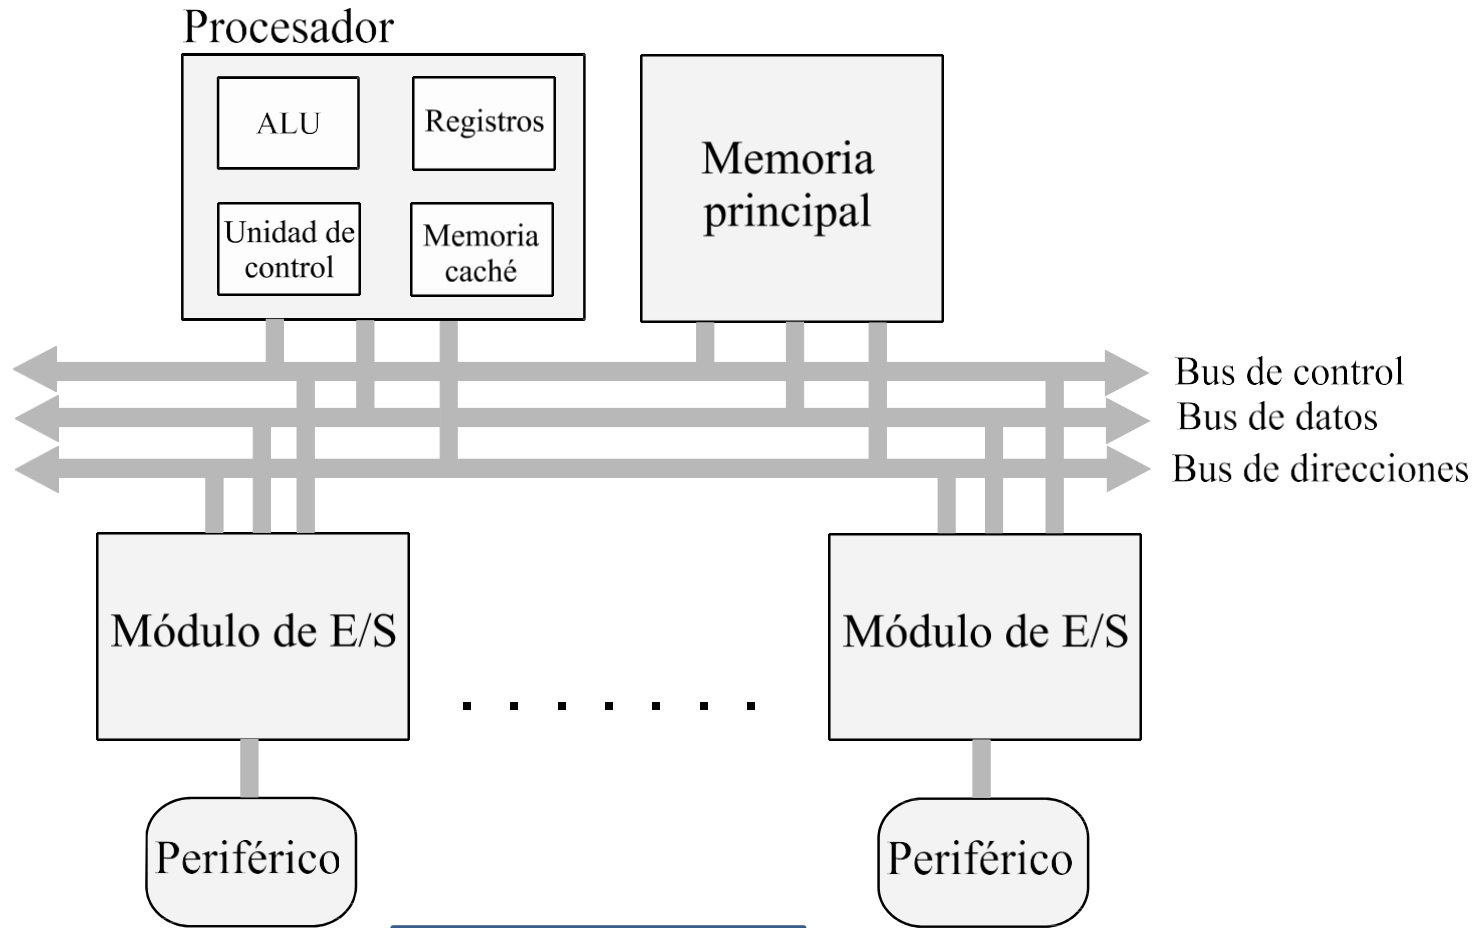 Procesador
ALU
Registros
Unidad de
control
Memoria
caché
Memoria
principal
Bus de control
Bus de datos
Bus de direcciones
Módulo de E/S
Módulo de E/S
Periférico
Periférico